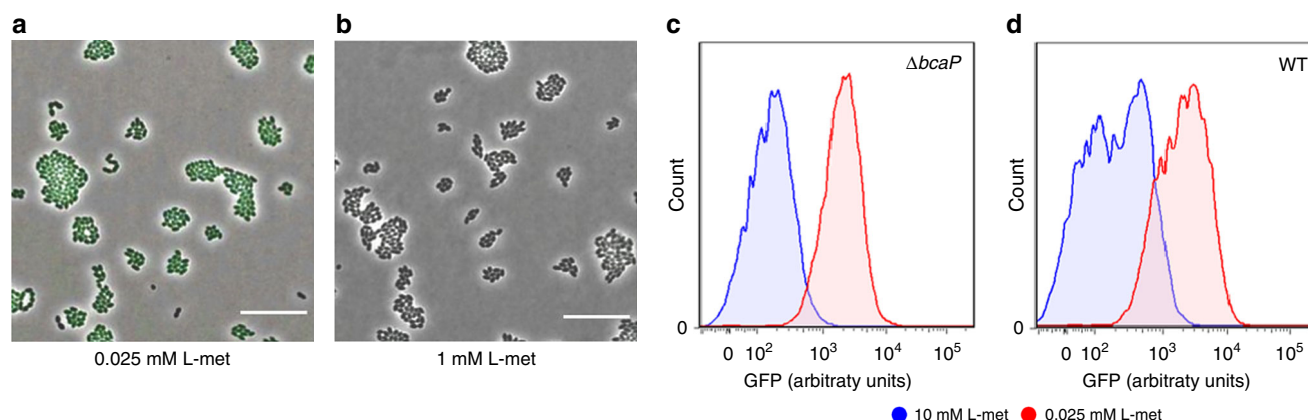 a
b
c
d
0.025 mM L-met
1 mM L-met
ΔbcaP
WT
Count
Count
0
0 10² 10³ 10⁴ 10⁵
0
0 10² 10³ 10⁴ 10⁵
GFP (arbitraty units)
GFP (arbitraty units)
10 mM L-met 0.025 mM L-met